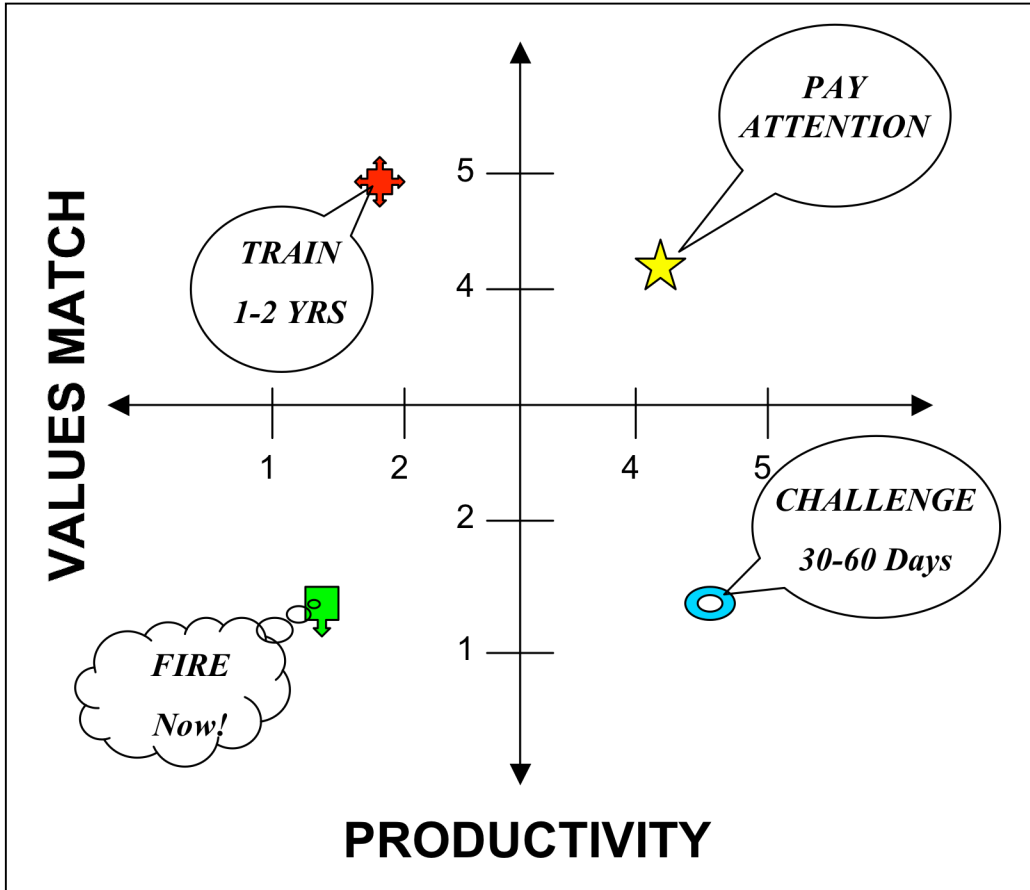 PAY
ATTENTION
5
TRAIN
1-2 YRS
4
VALUES MATCH
1
2
4
5
2
CHALLENGE
30-60 Days
1
FIRE
Now!
PRODUCTIVITY